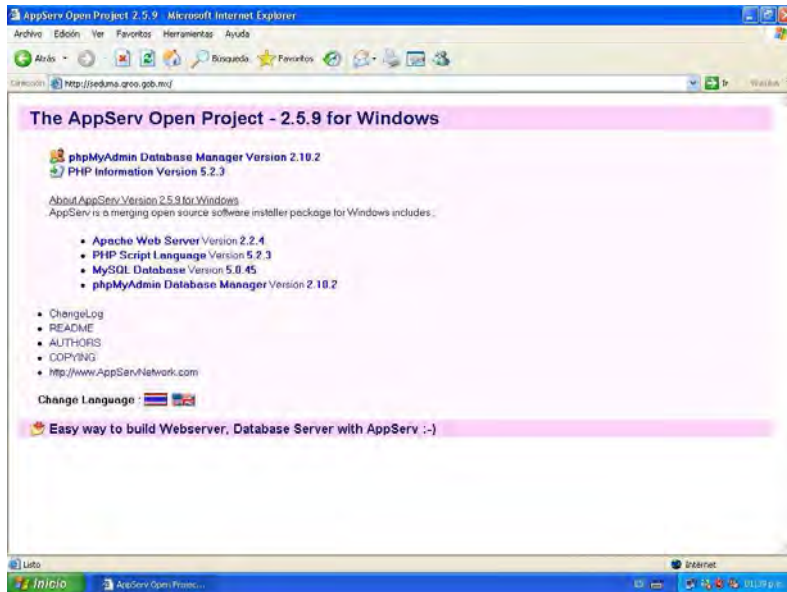 AppServ Open Project 2.5.9 - Microsoft Internet Explorer
Archivo Edición Ver Favoritos Herramientas Ayuda
Atrás Búsqueda Favoritos
Dirección http://seduma.qroo.gob.mx/ Ir
The AppServ Open Project - 2.5.9 for Windows
phpMyAdmin Database Manager Version 2.10.2
PHP Information Version 5.2.3
About AppServ Version 2.5.9 for Windows
AppServ is a merging open source software installer package for Windows includes :
• Apache Web Server Version 2.2.4
• PHP Script Language Version 5.2.3
• MySQL Database Version 5.0.45
• phpMyAdmin Database Manager Version 2.10.2
• ChangeLog
• README
• AUTHORS
• COPYING
• http://www.AppServNetwork.com
Change Language :
Easy way to build Webserver, Database Server with AppServ :-)
Listo Internet
Inicio AppServ Open Projec... ES